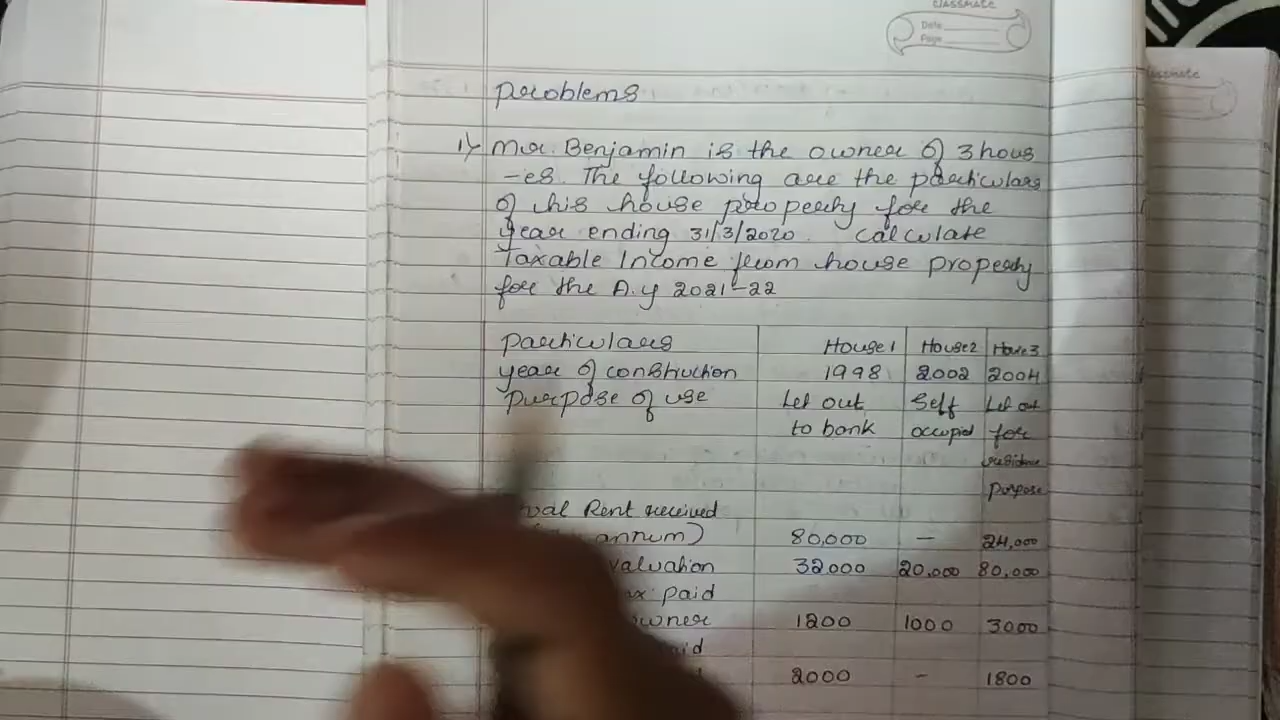 CLASSMATE
Date
Page
Problems
1) Mr. Benjamin is the owner of 3 hous
-es. The following are the particulars
of his house property for the
year ending 31/3/2020. Calculate
Taxable Income from house property
for the A.y 2021-22
Particulars House1 House2 House3
year of construction 1998 2002 2004
Purpose of use Let out Self Let out
to bank occupied for
residence
Purpose
Rent received
annum) 80,000 - 24,000
valuation 32,000 20,000 80,000
paid
owner 1200 1000 3000
2000 - 1800